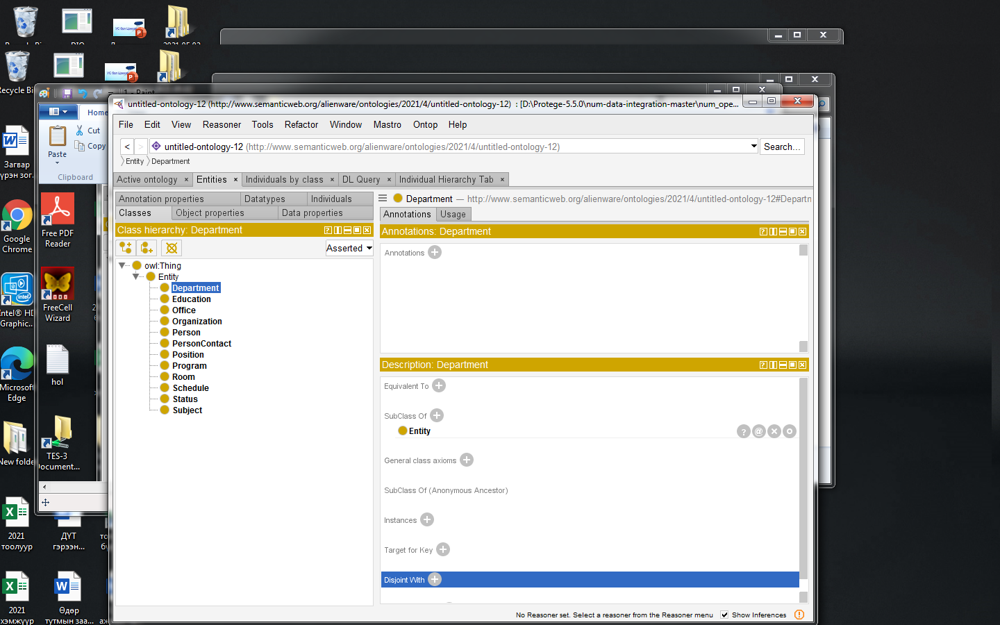 untitled-ontology-12 (http://www.semanticweb.org/alienware/ontologies/2021/4/untitled-ontology-12) : [D:\Protege-5.5.0\num-data-integration-master\num_ope...
File Edit View Reasoner Tools Refactor Window Mastro Ontop Help
< > untitled-ontology-12 (http://www.semanticweb.org/alienware/ontologies/2021/4/untitled-ontology-12) Search...
Entity Department
Active ontology × Entities × Individuals by class × DL Query × Individual Hierarchy Tab ×
Annotation properties Datatypes Individuals
Classes Object properties Data properties
Class hierarchy: Department
Asserted
owl:Thing
Entity
Department
Education
Office
Organization
Person
PersonContact
Position
Program
Room
Schedule
Status
Subject
Department — http://www.semanticweb.org/alienware/ontologies/2021/4/untitled-ontology-12#Departn
Annotations Usage
Annotations: Department
Annotations
Description: Department
Equivalent To
SubClass Of
Entity
General class axioms
SubClass Of (Anonymous Ancestor)
Instances
Target for Key
Disjoint With
No Reasoner set. Select a reasoner from the Reasoner menu Show Inferences
1 - Paint
Home
Paste
Cut
Copy
Clipboard
Recycle Bi
Загвар
үрэн зог.
Google
Chrome
Free PDF
Reader
Intel® HD
Graphic...
FreeCell
Wizard
Microsoft
Edge
hol
New folde
TES-3
Document...
2021
тоолуур
ДҮТ
гэрээн...
2021
хэмжүүр
Өдөр
тутмын заа...